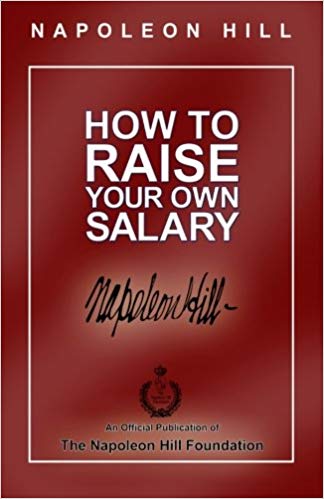 NAPOLEON HILL
HOW TO
RAISE
YOUR OWN
SALARY
Napoleon Hill
An Official Publication of
The Napoleon Hill Foundation